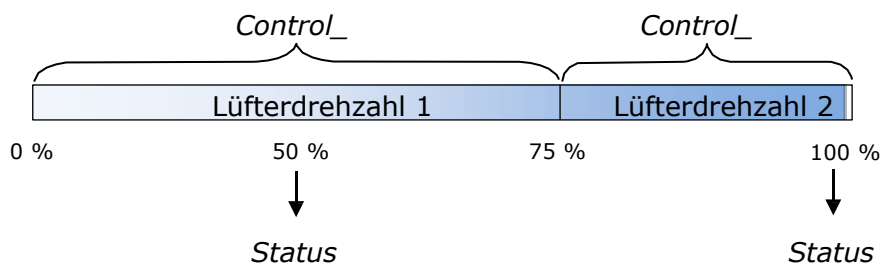 Control_ Control_
Lüfterdrehzahl 1 Lüfterdrehzahl 2
0 % 50 % 75 % 100 %
Status Status